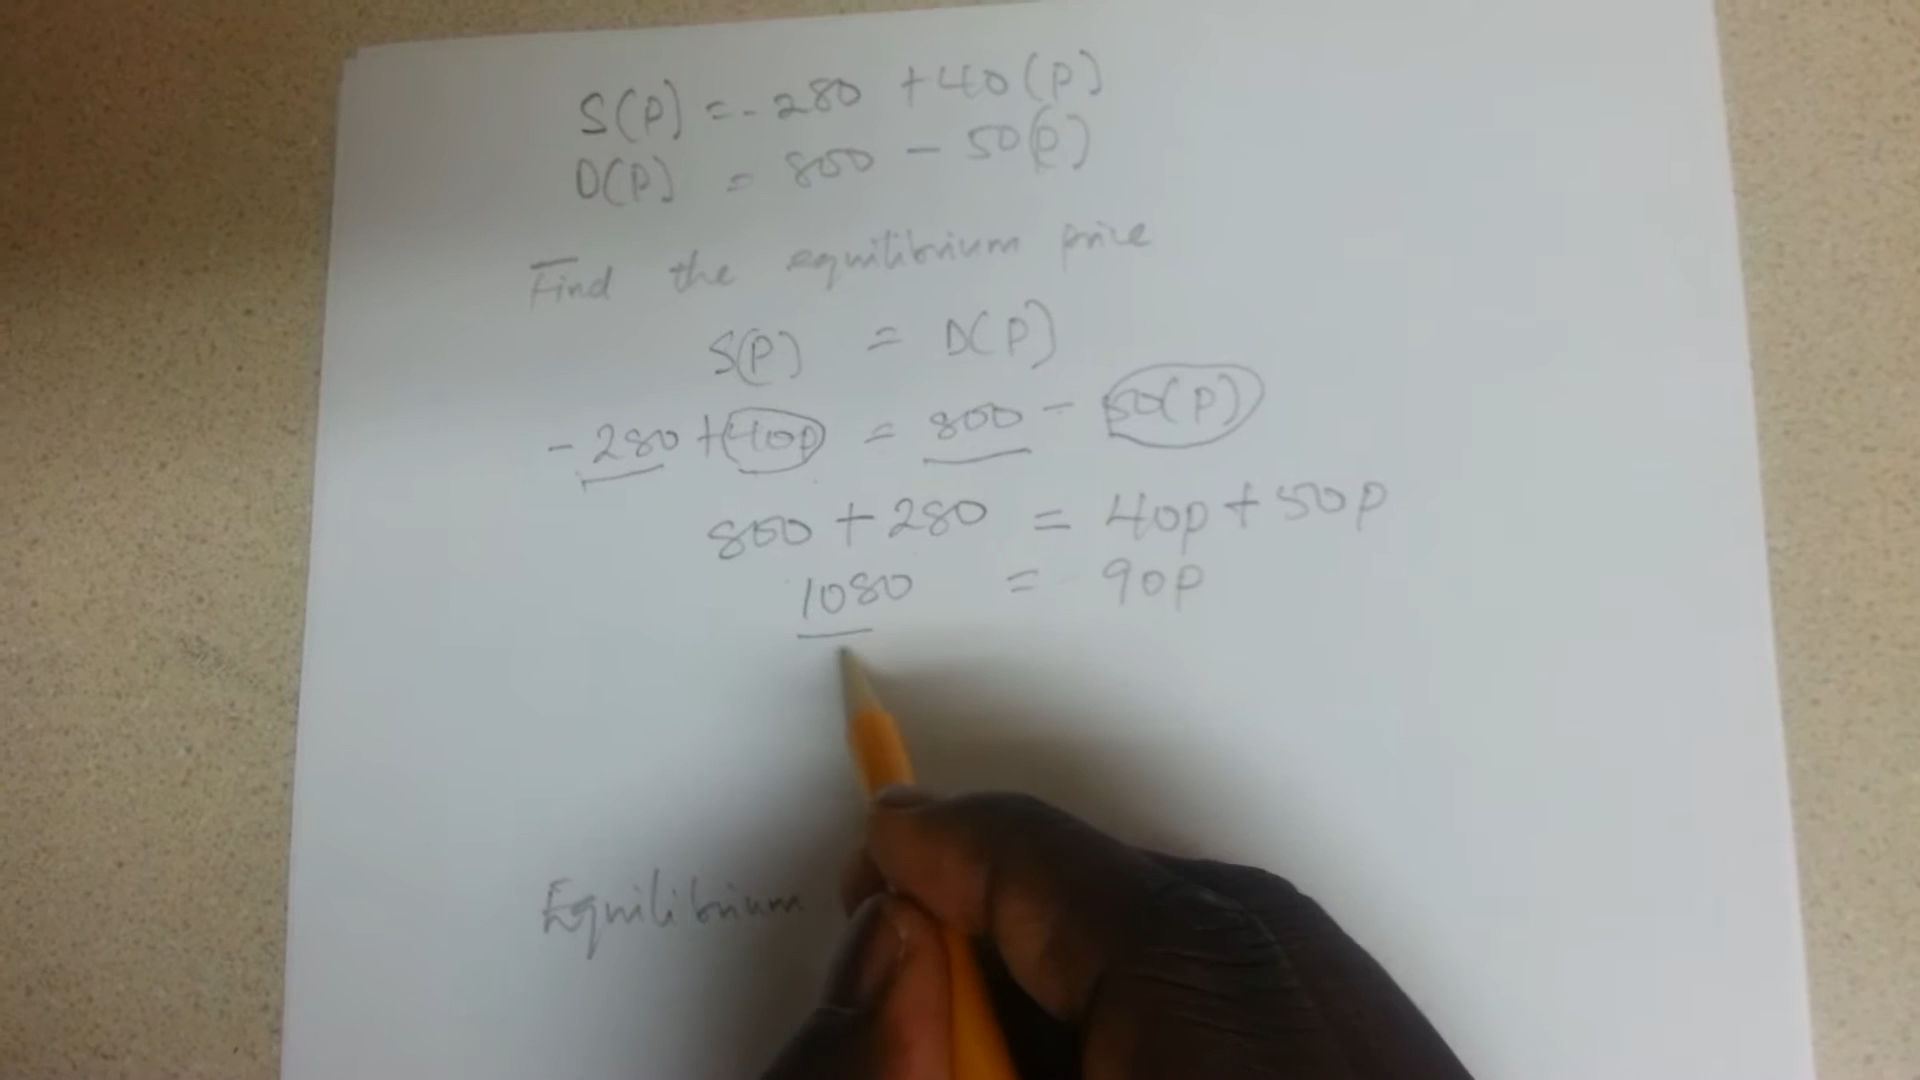 S(P) = -280 + 40(P)
D(P) = 800 - 50(P)
Find the equilibrium price
S(P) = D(P)
-280 + 40p = 800 - 50(P)
800 + 280 = 40p + 50p
1080 = 90p
Equilibrium